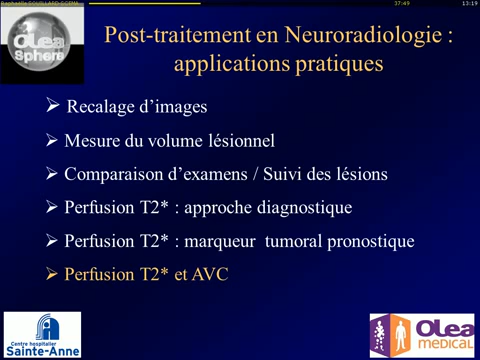 37:49
13:19
Olea
Sphere
Post-traitement en Neuroradiologie :
applications pratiques
➢ Recalage d’images
➢ Mesure du volume lésionnel
➢ Comparaison d’examens / Suivi des lésions
➢ Perfusion T2* : approche diagnostique
➢ Perfusion T2* : marqueur tumoral pronostique
➢ Perfusion T2* et AVC
Centre hospitalier
Sainte-Anne
Olea
MEDICAL